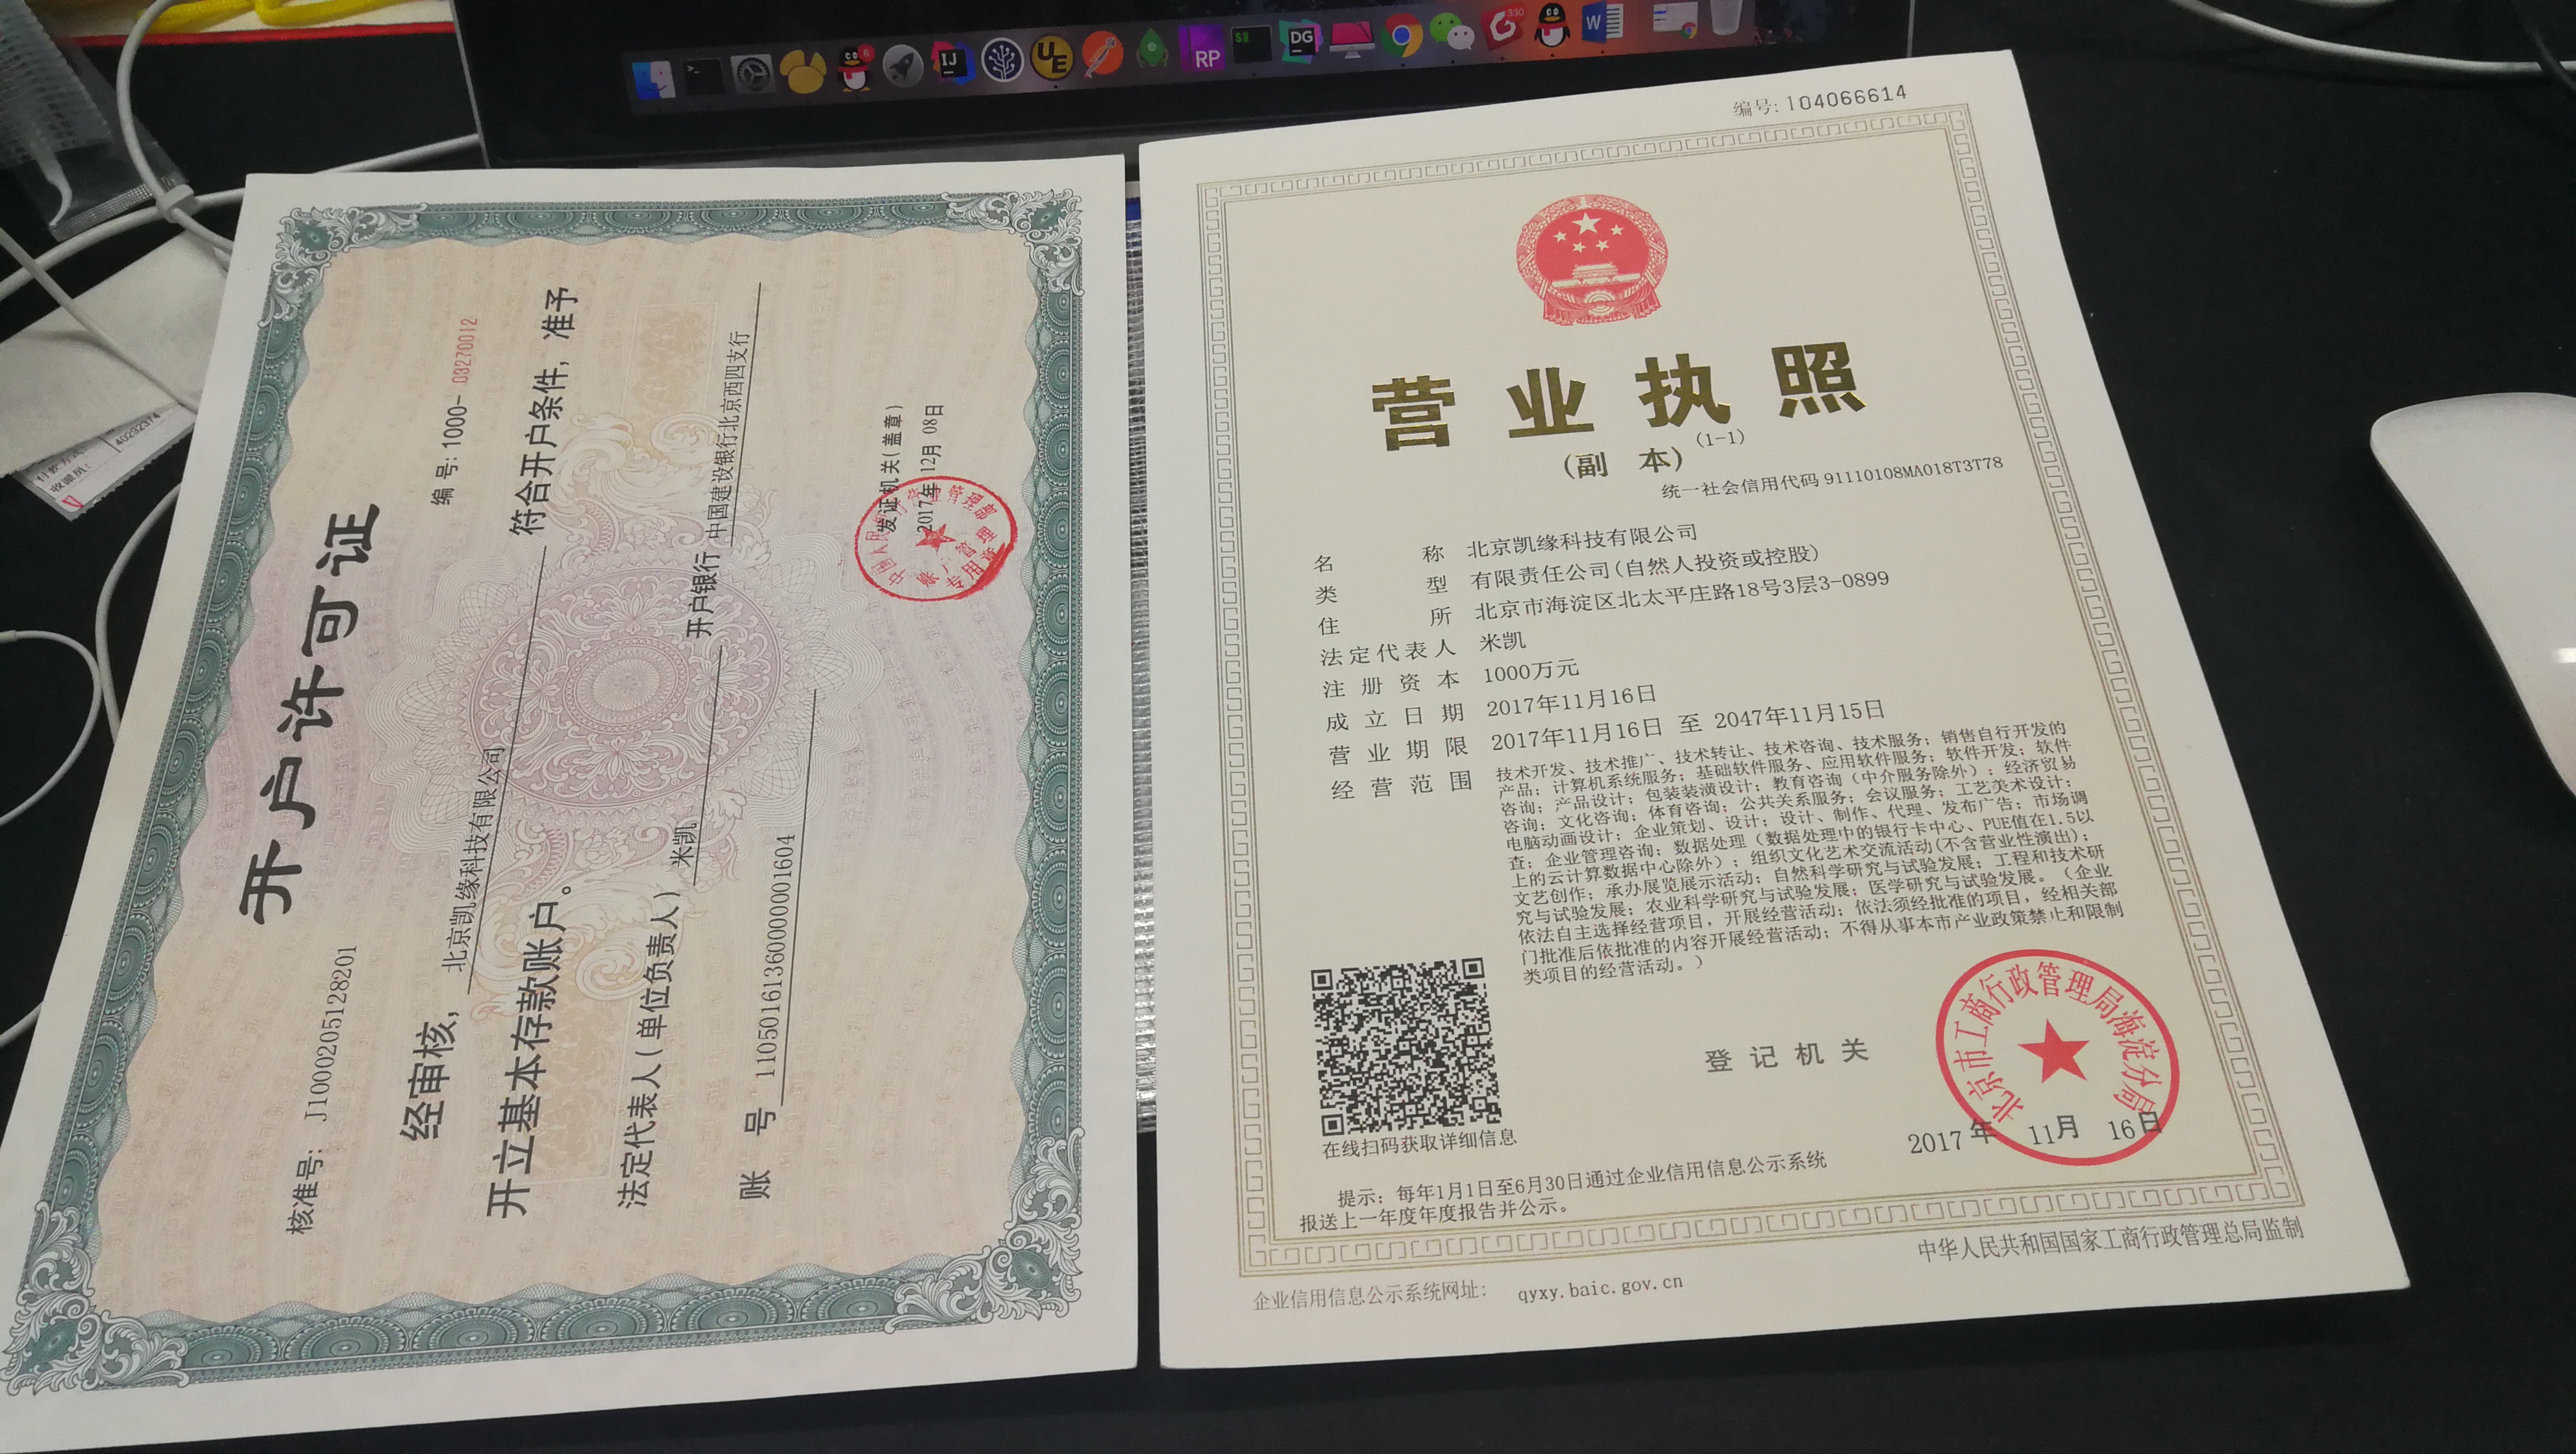 开户许可证
核准号: J1000205128201
编号: 1000- 03270012
经审核, 北京凯缘科技有限公司 符合开户条件, 准予
开立基本存款账户。
法定代表人(单位负责人) 米凯 开户银行 中国建设银行北京西四支行
账 号 11050161360000001604
发证机关(盖章)
2017年12月08日
专用章
编号: 104066614
营业执照
(副 本) (1-1)
统一社会信用代码 91110108MA018T3T78
名称 北京凯缘科技有限公司
类型 有限责任公司(自然人投资或控股)
住所 北京市海淀区北太平庄路18号3层3-0899
法定代表人 米凯
注册资本 1000万元
成立日期 2017年11月16日
营业期限 2017年11月16日 至 2047年11月15日
经营范围 技术开发、技术推广、技术转让、技术咨询、技术服务；销售自行开发的
产品；计算机系统服务；基础软件服务、应用软件服务；软件开发；软件
咨询；产品设计；包装装潢设计；教育咨询（中介服务除外）；经济贸易
咨询；文化咨询；体育咨询；公共关系服务；会议服务；工艺美术设计；
电脑动画设计；企业策划、设计；设计、制作、代理、发布广告；市场调
查；企业管理咨询；数据处理（数据处理中的银行卡中心、PUE值在1.5以
上的云计算数据中心除外）；组织文化艺术交流活动(不含营业性演出)；
文艺创作；承办展览展示活动；自然科学研究与试验发展；工程和技术研
究与试验发展；农业科学研究与试验发展；医学研究与试验发展。（企业
依法自主选择经营项目，开展经营活动；依法须经批准的项目，经相关部
门批准后依批准的内容开展经营活动；不得从事本市产业政策禁止和限制
类项目的经营活动。）
在线扫码获取详细信息
登记机关
北京市工商行政管理局海淀分局
2017年 11月 16日
提示：每年1月1日至6月30日通过企业信用信息公示系统
报送上一年度年度报告并公示。
企业信用信息公示系统网址： qyxy.baic.gov.cn
中华人民共和国国家工商行政管理总局监制
IJ
UE
RP
DG
W
330
6
40232374